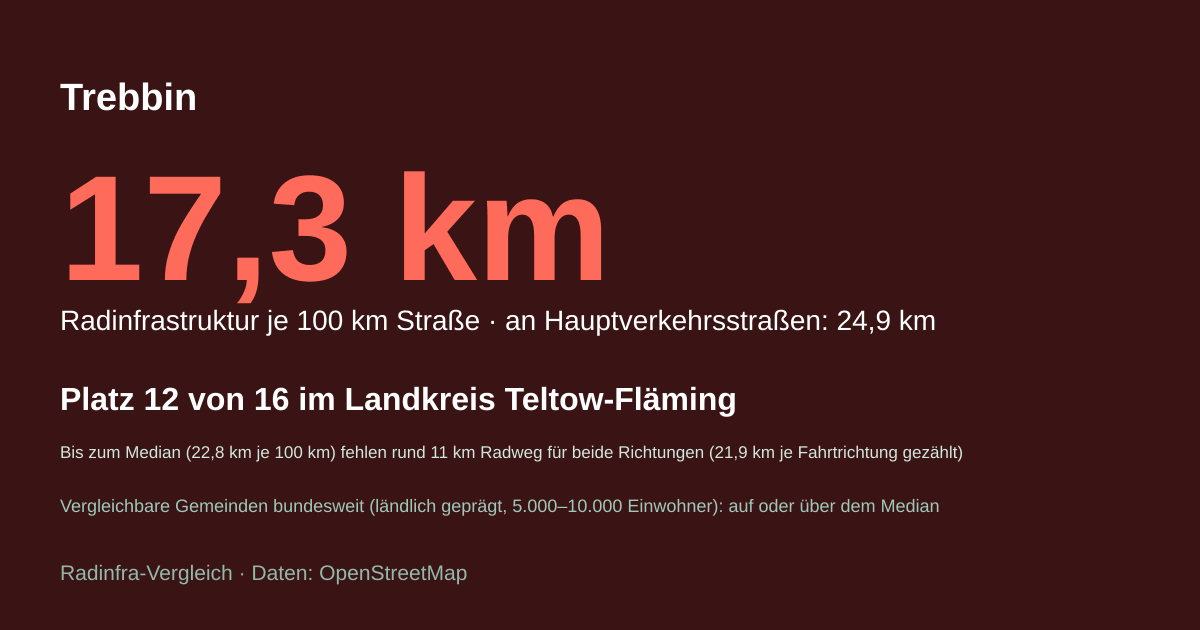 Trebbin
17,3 km
Radinfrastruktur je 100 km Straße · an Hauptverkehrsstraßen: 24,9 km
Platz 12 von 16 im Landkreis Teltow-Fläming
Bis zum Median (22,8 km je 100 km) fehlen rund 11 km Radweg für beide Richtungen (21,9 km je Fahrtrichtung gezählt)
Vergleichbare Gemeinden bundesweit (ländlich geprägt, 5.000–10.000 Einwohner): auf oder über dem Median
Radinfra-Vergleich · Daten: OpenStreetMap